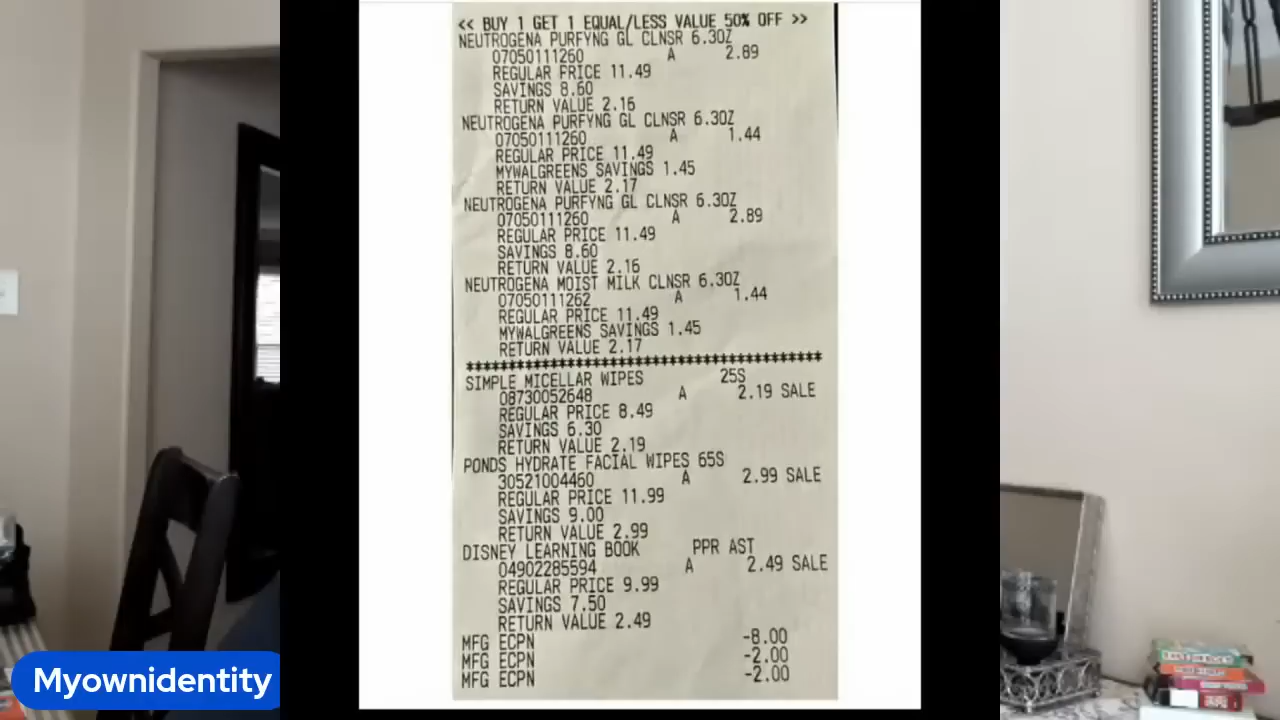 << BUY 1 GET 1 EQUAL/LESS VALUE 50% OFF >>
NEUTROGENA PURFYNG GL CLNSR 6.3OZ
07050111260 A 2.89
REGULAR PRICE 11.49
SAVINGS 8.60
RETURN VALUE 2.16
NEUTROGENA PURFYNG GL CLNSR 6.3OZ
07050111260 A 1.44
REGULAR PRICE 11.49
MYWALGREENS SAVINGS 1.45
RETURN VALUE 2.17
NEUTROGENA PURFYNG GL CLNSR 6.3OZ
07050111260 A 2.89
REGULAR PRICE 11.49
SAVINGS 8.60
RETURN VALUE 2.16
NEUTROGENA MOIST MILK CLNSR 6.3OZ
07050111262 A 1.44
REGULAR PRICE 11.49
MYWALGREENS SAVINGS 1.45
RETURN VALUE 2.17
******************************************
SIMPLE MICELLAR WIPES 25S
08730052648 A 2.19 SALE
REGULAR PRICE 8.49
SAVINGS 6.30
RETURN VALUE 2.19
PONDS HYDRATE FACIAL WIPES 65S
30521004460 A 2.99 SALE
REGULAR PRICE 11.99
SAVINGS 9.00
RETURN VALUE 2.99
DISNEY LEARNING BOOK PPR AST
04902285594 A 2.49 SALE
REGULAR PRICE 9.99
SAVINGS 7.50
RETURN VALUE 2.49
MFG ECPN -8.00
MFG ECPN -2.00
MFG ECPN -2.00
Myownidentity